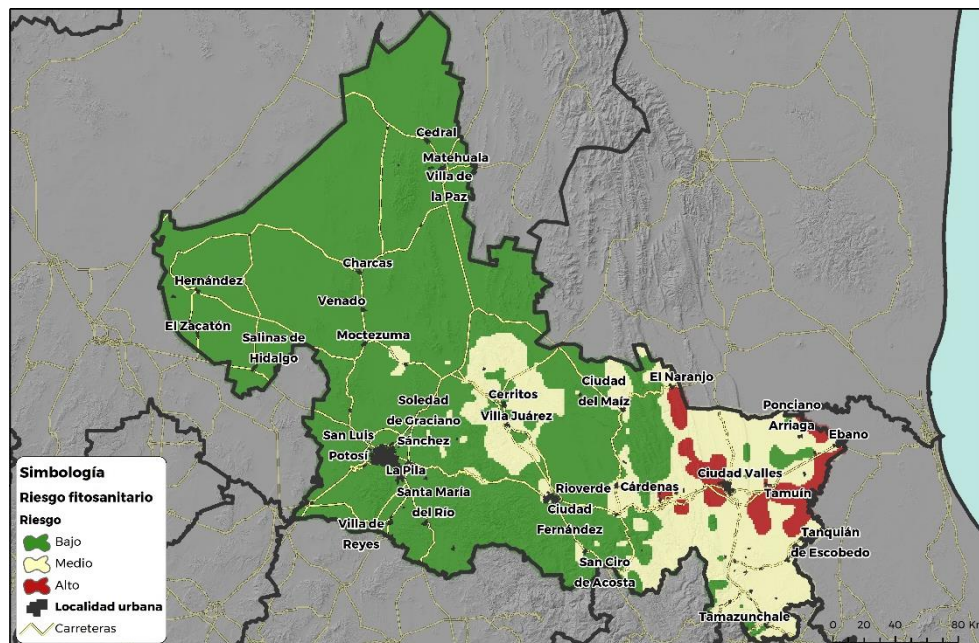 Cedral
Matehuala
Villa de
la Paz
Charcas
Hernández
Venado
El Zacatón
Salinas de
Hidalgo
Moctezuma
Ciudad
del Maíz
El Naranjo
Cerritos
Villa Juárez
Soledad
de Graciano
Sánchez
Ponciano
Arriaga
Ebano
San Luis
Potosí
La Pila
Ciudad Valles
Rioverde
Cárdenas
Tamuín
Santa María
del Río
Ciudad
Fernández
Villa de
Reyes
Tanquián
de Escobedo
San Ciro
de Acosta
Tamazunchale
Simbología
Riesgo fitosanitario
Riesgo
Bajo
Medio
Alto
Localidad urbana
Carreteras
0 20 40 80 K